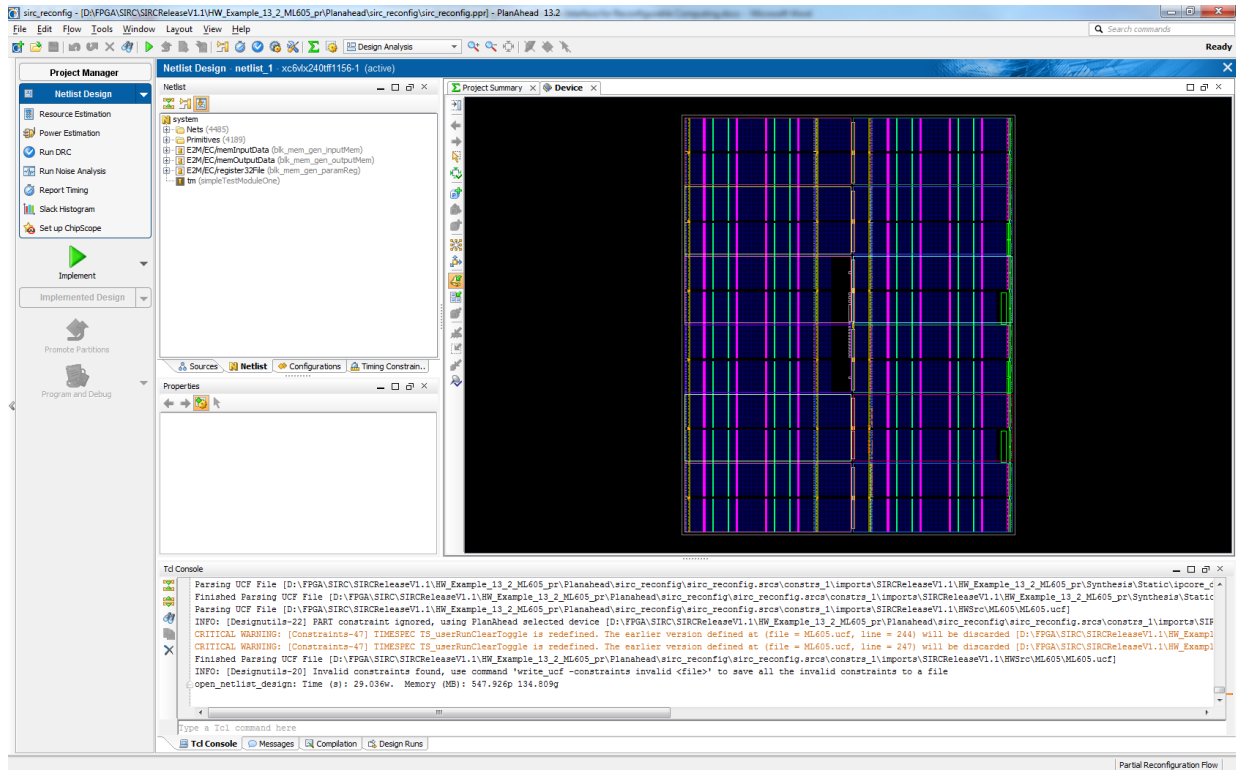 sirc_reconfig - [D:\FPGA\SIRC\SIRCReleaseV1.1\HW_Example_13_2_ML605_pr\Planahead\sirc_reconfig\sirc_reconfig.ppr] - PlanAhead 13.2
File Edit Flow Tools Window Layout View Help
Search commands
Design Analysis
Ready
Project Manager
Netlist Design
Resource Estimation
Power Estimation
Run DRC
Run Noise Analysis
Report Timing
Slack Histogram
Set up ChipScope
Implement
Implemented Design
Promote Partitions
Program and Debug
Netlist Design - netlist_1 - xc6vlx240tff1156-1 (active)
Netlist
system
Nets (4485)
Primitives (4189)
E2M/EC/memInputData (blk_mem_gen_inputMem)
E2M/EC/memOutputData (blk_mem_gen_outputMem)
E2M/EC/register32File (blk_mem_gen_paramReg)
tm (simpleTestModuleOne)
Sources Netlist Configurations Timing Constrain..
Properties
Project Summary Device
Tcl Console
Parsing UCF File [D:\FPGA\SIRC\SIRCReleaseV1.1\HW_Example_13_2_ML605_pr\Planahead\sirc_reconfig\sirc_reconfig.srcs\constrs_1\imports\SIRCReleaseV1.1\HW_Example_13_2_ML605_pr\Synthesis\Static\ipcore_d
Finished Parsing UCF File [D:\FPGA\SIRC\SIRCReleaseV1.1\HW_Example_13_2_ML605_pr\Planahead\sirc_reconfig\sirc_reconfig.srcs\constrs_1\imports\SIRCReleaseV1.1\HW_Example_13_2_ML605_pr\Synthesis\Static
Parsing UCF File [D:\FPGA\SIRC\SIRCReleaseV1.1\HW_Example_13_2_ML605_pr\Planahead\sirc_reconfig\sirc_reconfig.srcs\constrs_1\imports\SIRCReleaseV1.1\HWSrc\ML605\ML605.ucf]
INFO: [Designutils-22] PART constraint ignored, using PlanAhead selected device [D:\FPGA\SIRC\SIRCReleaseV1.1\HW_Example_13_2_ML605_pr\Planahead\sirc_reconfig\sirc_reconfig.srcs\constrs_1\imports\SIR
CRITICAL WARNING: [Constraints-47] TIMESPEC TS_userRunClearToggle is redefined. The earlier version defined at (file = ML605.ucf, line = 244) will be discarded [D:\FPGA\SIRC\SIRCReleaseV1.1\HW_Exampl
CRITICAL WARNING: [Constraints-47] TIMESPEC TS_userRunClearToggle is redefined. The earlier version defined at (file = ML605.ucf, line = 247) will be discarded [D:\FPGA\SIRC\SIRCReleaseV1.1\HW_Exampl
Finished Parsing UCF File [D:\FPGA\SIRC\SIRCReleaseV1.1\HW_Example_13_2_ML605_pr\Planahead\sirc_reconfig\sirc_reconfig.srcs\constrs_1\imports\SIRCReleaseV1.1\HWSrc\ML605\ML605.ucf]
INFO: [Designutils-20] Invalid constraints found, use command 'write_ucf -constraints invalid <file>' to save all the invalid constraints to a file
open_netlist_design: Time (s): 29.036w. Memory (MB): 547.926p 134.809g
Type a Tcl command here
Tcl Console Messages Compilation Design Runs
Partial Reconfiguration Flow